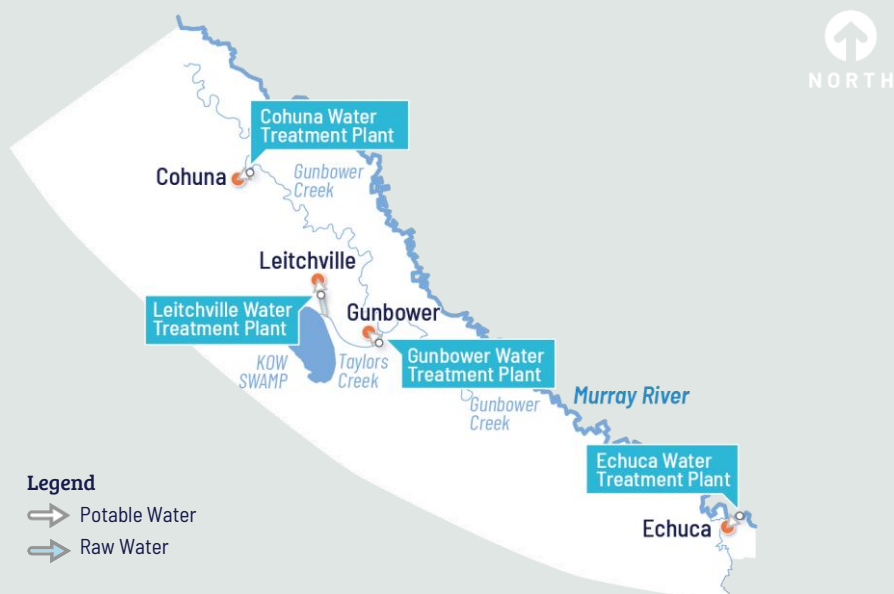 NORTH
Cohuna Water
Treatment Plant
Cohuna
Gunbower
Creek
Leitchville
Leitchville Water
Treatment Plant
Gunbower
KOW
SWAMP
Taylors
Creek
Gunbower Water
Treatment Plant
Gunbower
Creek
Murray River
Echuca Water
Treatment Plant
Echuca
Legend
Potable Water
Raw Water